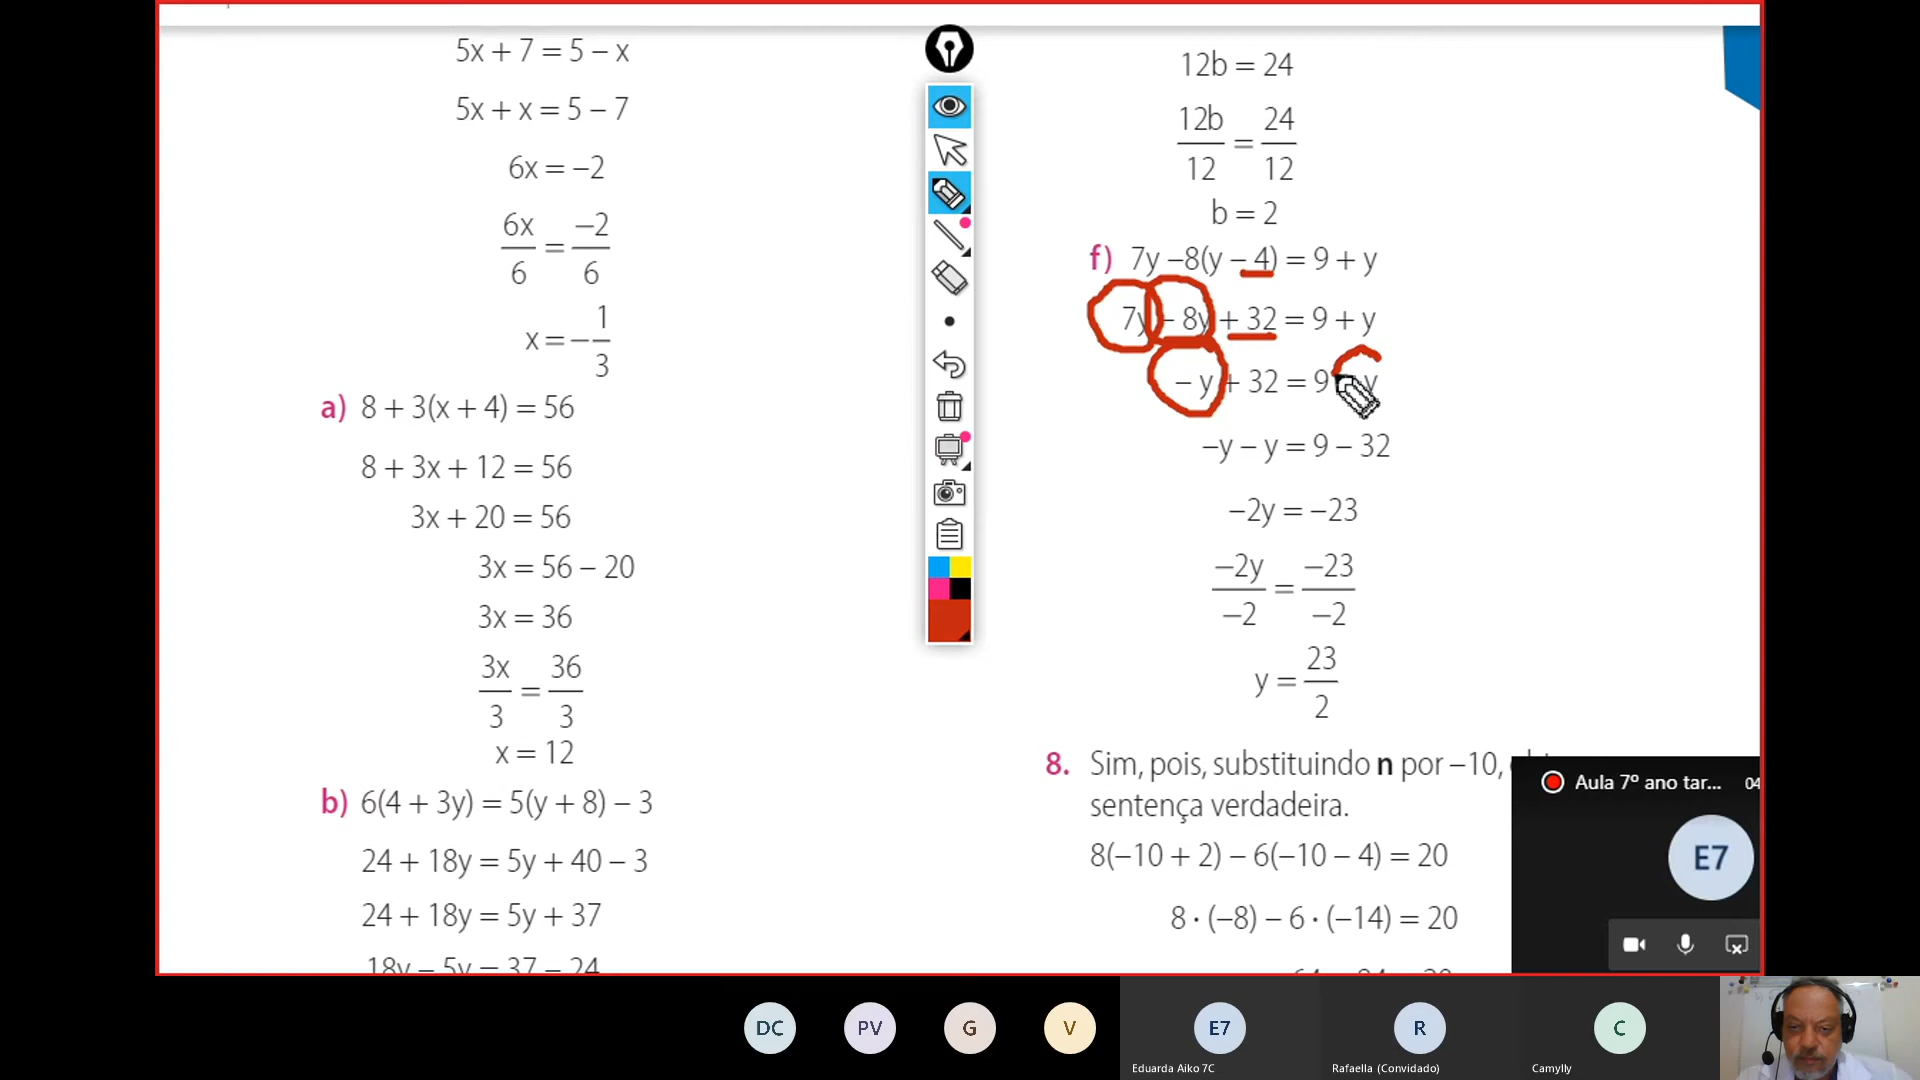 5x + 7 = 5 – x
5x + x = 5 – 7
6x = –2
6x/6 = –2/6
x = – 1/3
a) 8 + 3(x + 4) = 56
8 + 3x + 12 = 56
3x + 20 = 56
3x = 56 – 20
3x = 36
3x/3 = 36/3
x = 12
b) 6(4 + 3y) = 5(y + 8) – 3
24 + 18y = 5y + 40 – 3
24 + 18y = 5y + 37
18y – 5y = 37 – 24
12b = 24
12b/12 = 24/12
b = 2
f) 7y –8(y – 4) = 9 + y
7y – 8y + 32 = 9 + y
– y + 32 = 9 + y
–y – y = 9 – 32
–2y = –23
–2y/–2 = –23/–2
y = 23/2
8. Sim, pois, substituindo n por –10,
sentença verdadeira.
8(–10 + 2) – 6(–10 – 4) = 20
8 · (–8) – 6 · (–14) = 20
Aula 7º ano tar... 04
E7
DC PV G V E7 R C
Eduarda Aiko 7C Rafaella (Convidado) Camylly